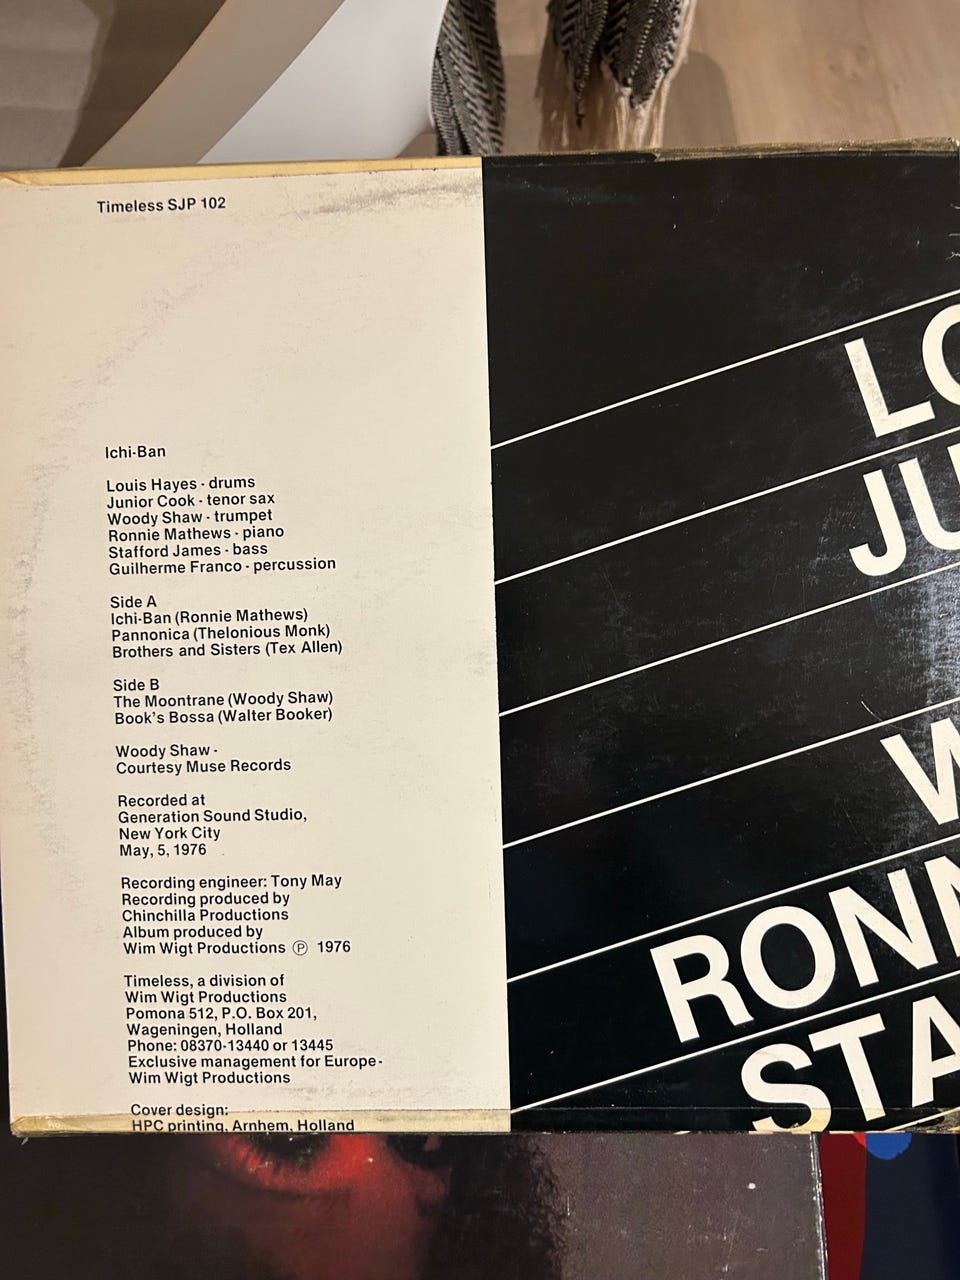 Timeless SJP 102
Ichi-Ban
Louis Hayes - drums
Junior Cook - tenor sax
Woody Shaw - trumpet
Ronnie Mathews - piano
Stafford James - bass
Guilherme Franco - percussion
Side A
Ichi-Ban (Ronnie Mathews)
Pannonica (Thelonious Monk)
Brothers and Sisters (Tex Allen)
Side B
The Moontrane (Woody Shaw)
Book's Bossa (Walter Booker)
Woody Shaw -
Courtesy Muse Records
Recorded at
Generation Sound Studio,
New York City
May, 5, 1976
Recording engineer: Tony May
Recording produced by
Chinchilla Productions
Album produced by
Wim Wigt Productions ℗ 1976
Timeless, a division of
Wim Wigt Productions
Pomona 512, P.O. Box 201,
Wageningen, Holland
Phone: 08370-13440 or 13445
Exclusive management for Europe-
Wim Wigt Productions
Cover design:
HPC printing, Arnhem, Holland
LO
JU
W
RONN
STA